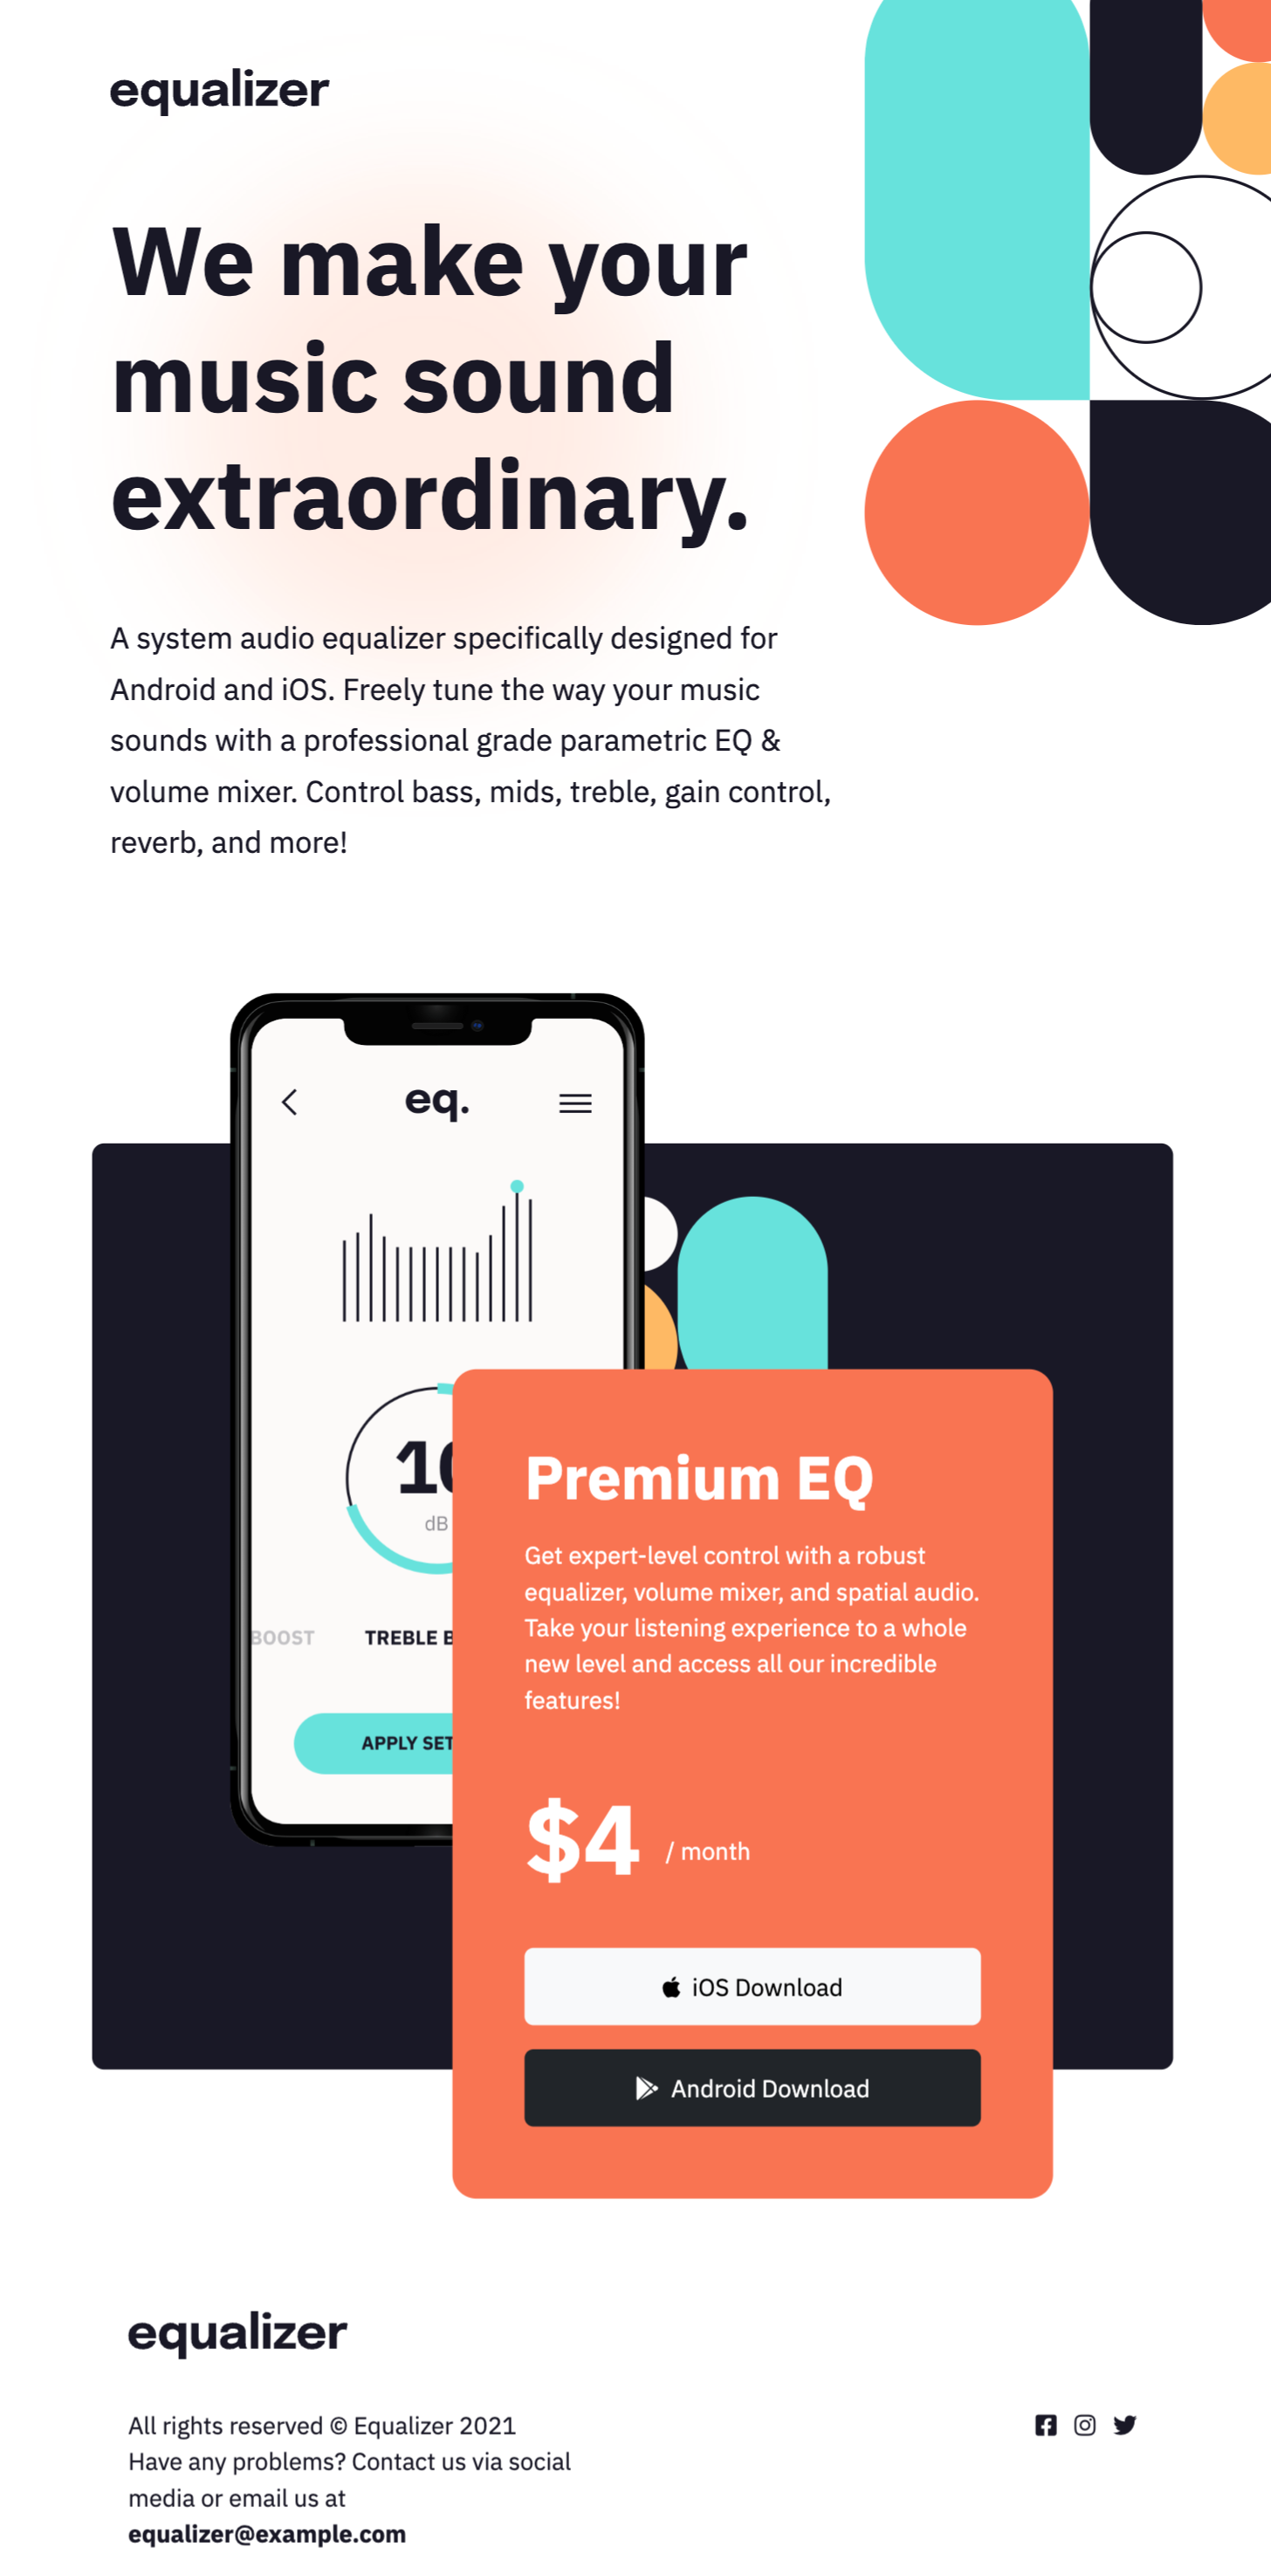 equalizer
We make your
music sound
extraordinary.
A system audio equalizer specifically designed for
Android and iOS. Freely tune the way your music
sounds with a professional grade parametric EQ &
volume mixer. Control bass, mids, treble, gain control,
reverb, and more!
eq.
10
dB
BOOST
TREBLE B
APPLY SET
Premium EQ
Get expert-level control with a robust
equalizer, volume mixer, and spatial audio.
Take your listening experience to a whole
new level and access all our incredible
features!
$4 / month
iOS Download
Android Download
equalizer
All rights reserved © Equalizer 2021
Have any problems? Contact us via social
media or email us at
equalizer@example.com